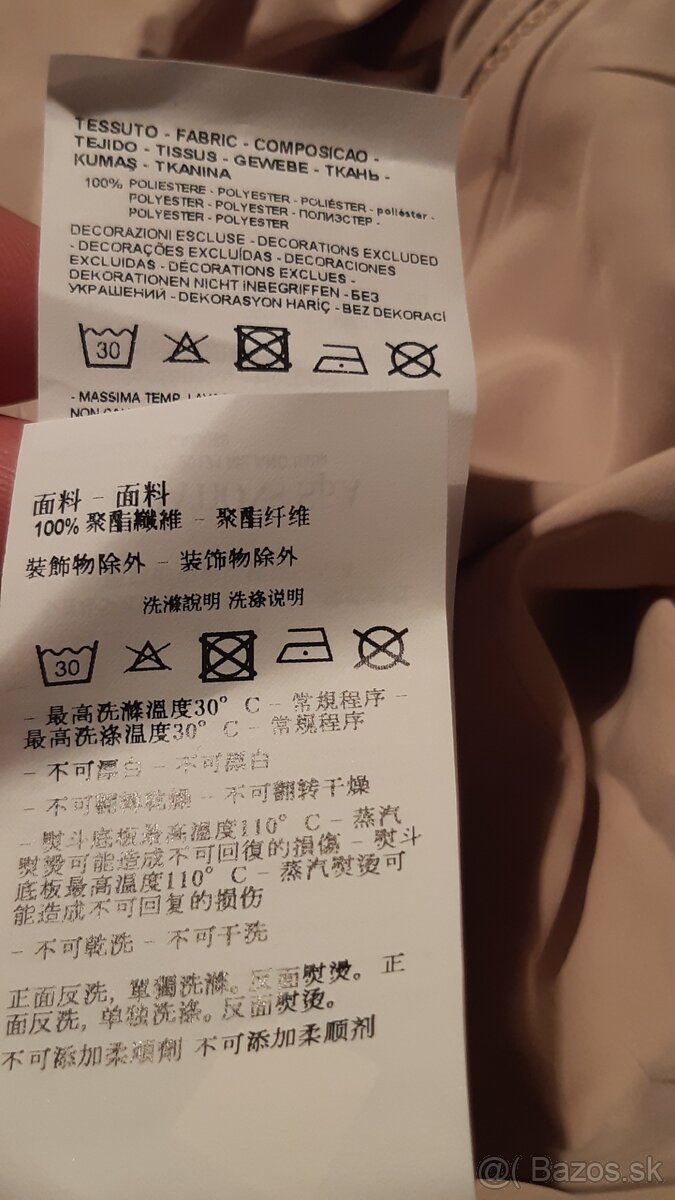 TESSUTO - FABRIC - COMPOSICAO -
TEJIDO - TISSUS - GEWEBE - ТКАНЬ -
KUMAŞ - TKANINA
100% POLIESTERE - POLYESTER - POLIÉSTER - poliéster -
POLYESTER - POLYESTER - ПОЛИЭСТЕР -
POLYESTER - POLYESTER
DECORAZIONI ESCLUSE - DECORATIONS EXCLUDED
- DECORAÇÕES EXCLUÍDAS - DECORACIONES
EXCLUIDAS - DÉCORATIONS EXCLUES -
DEKORATIONEN NICHT INBEGRIFFEN - БЕЗ
УКРАШЕНИЙ - DEKORASYON HARİÇ - BEZ DEKORACJI
30
- MASSIMA TEMP.
NON
面料 - 面料
100% 聚酯纖維 - 聚酯纤维
裝飾物除外 - 装饰物除外
洗滌說明 洗涤说明
30
- 最高洗滌溫度30° C - 常規程序 -
最高洗涤温度30° C - 常规程序
- 不可漂白 - 不可漂白
- 不可翻轉乾燥 - 不可翻转干燥
- 熨斗底板最高溫度110° C - 蒸汽
熨燙可能造成不可回復的損傷 - 熨斗
底板最高温度110° C - 蒸汽熨烫可
能造成不可回复的损伤
- 不可乾洗 - 不可干洗
正面反洗, 單獨洗滌。反面熨燙。 正
面反洗, 单独洗涤。反面熨烫。
不可添加柔順劑 不可添加柔顺剂
@( Bazos.sk